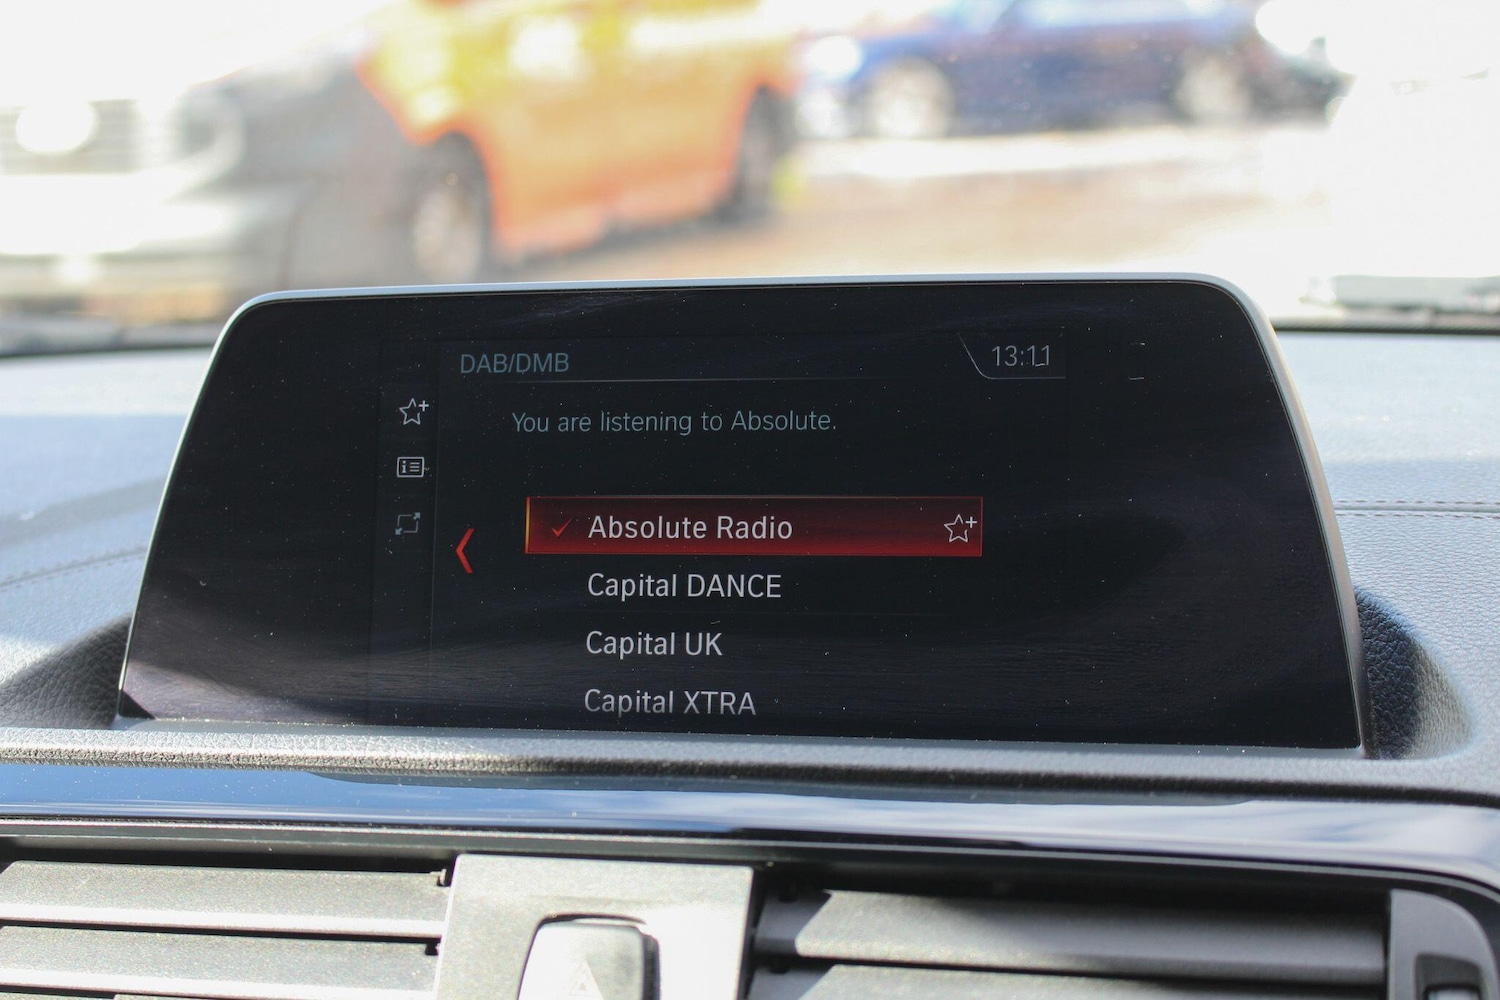 DAB/DMB
13:11
You are listening to Absolute.
Absolute Radio
Capital DANCE
Capital UK
Capital XTRA